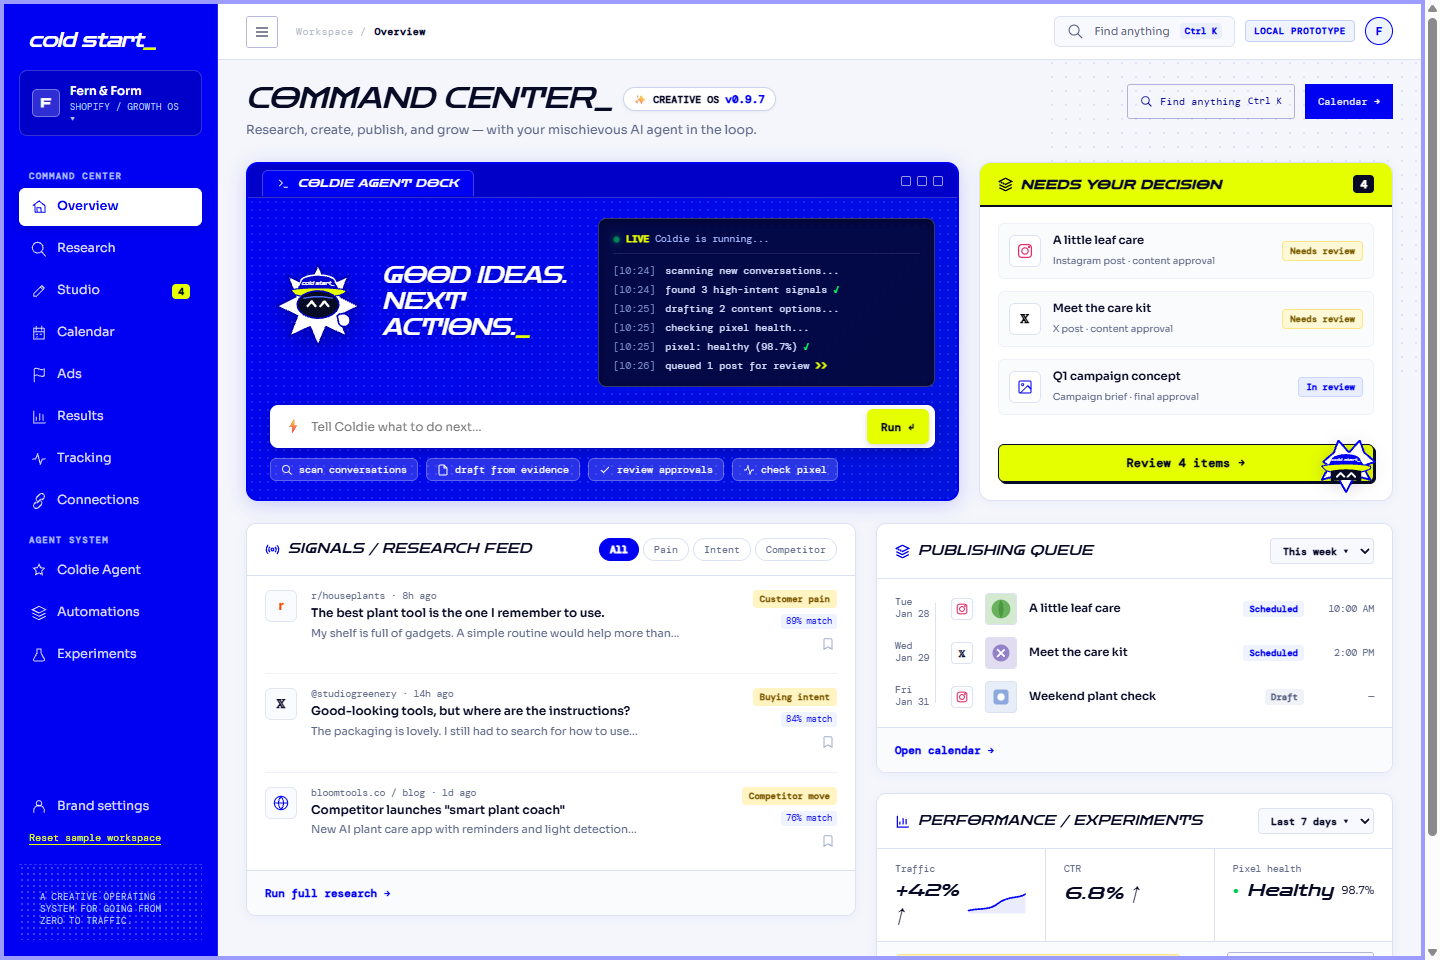 cold start_
Fern & Form
SHOPIFY / GROWTH OS
COMMAND CENTER
Overview
Research
Studio
4
Calendar
Ads
Results
Tracking
Connections
AGENT SYSTEM
Coldie Agent
Automations
Experiments
Brand settings
Reset sample workspace
A CREATIVE OPERATING
SYSTEM FOR GOING FROM
ZERO TO TRAFFIC.
Workspace / Overview
Find anything Ctrl K
LOCAL PROTOTYPE
F
COMMAND CENTER_
CREATIVE OS v0.9.7
Research, create, publish, and grow — with your mischievous AI agent in the loop.
Find anything Ctrl K
Calendar →
COLDIE AGENT DOCK
cold start_
GOOD IDEAS.
NEXT
ACTIONS._
LIVE Coldie is running...
[10:24] scanning new conversations...
[10:24] found 3 high-intent signals ✓
[10:25] drafting 2 content options...
[10:25] checking pixel health...
[10:25] pixel: healthy (98.7%) ✓
[10:26] queued 1 post for review »
Tell Coldie what to do next...
Run ↲
scan conversations
draft from evidence
review approvals
check pixel
NEEDS YOUR DECISION
4
A little leaf care
Instagram post · content approval
Needs review
Meet the care kit
X post · content approval
Needs review
Q1 campaign concept
Campaign brief · final approval
In review
Review 4 items →
SIGNALS / RESEARCH FEED
All
Pain
Intent
Competitor
r
r/houseplants · 8h ago
The best plant tool is the one I remember to use.
My shelf is full of gadgets. A simple routine would help more than...
Customer pain
89% match
X
@studiogreenery · 14h ago
Good-looking tools, but where are the instructions?
The packaging is lovely. I still had to search for how to use...
Buying intent
84% match
bloomtools.co / blog · 1d ago
Competitor launches "smart plant coach"
New AI plant care app with reminders and light detection...
Competitor move
76% match
Run full research →
PUBLISHING QUEUE
This week ▾
Tue
Jan 28
A little leaf care
Scheduled
10:00 AM
Wed
Jan 29
X
Meet the care kit
Scheduled
2:00 PM
Fri
Jan 31
Weekend plant check
Draft
—
Open calendar →
PERFORMANCE / EXPERIMENTS
Last 7 days ▾
Traffic
+42%
↑
CTR
6.8% ↑
Pixel health
Healthy 98.7%